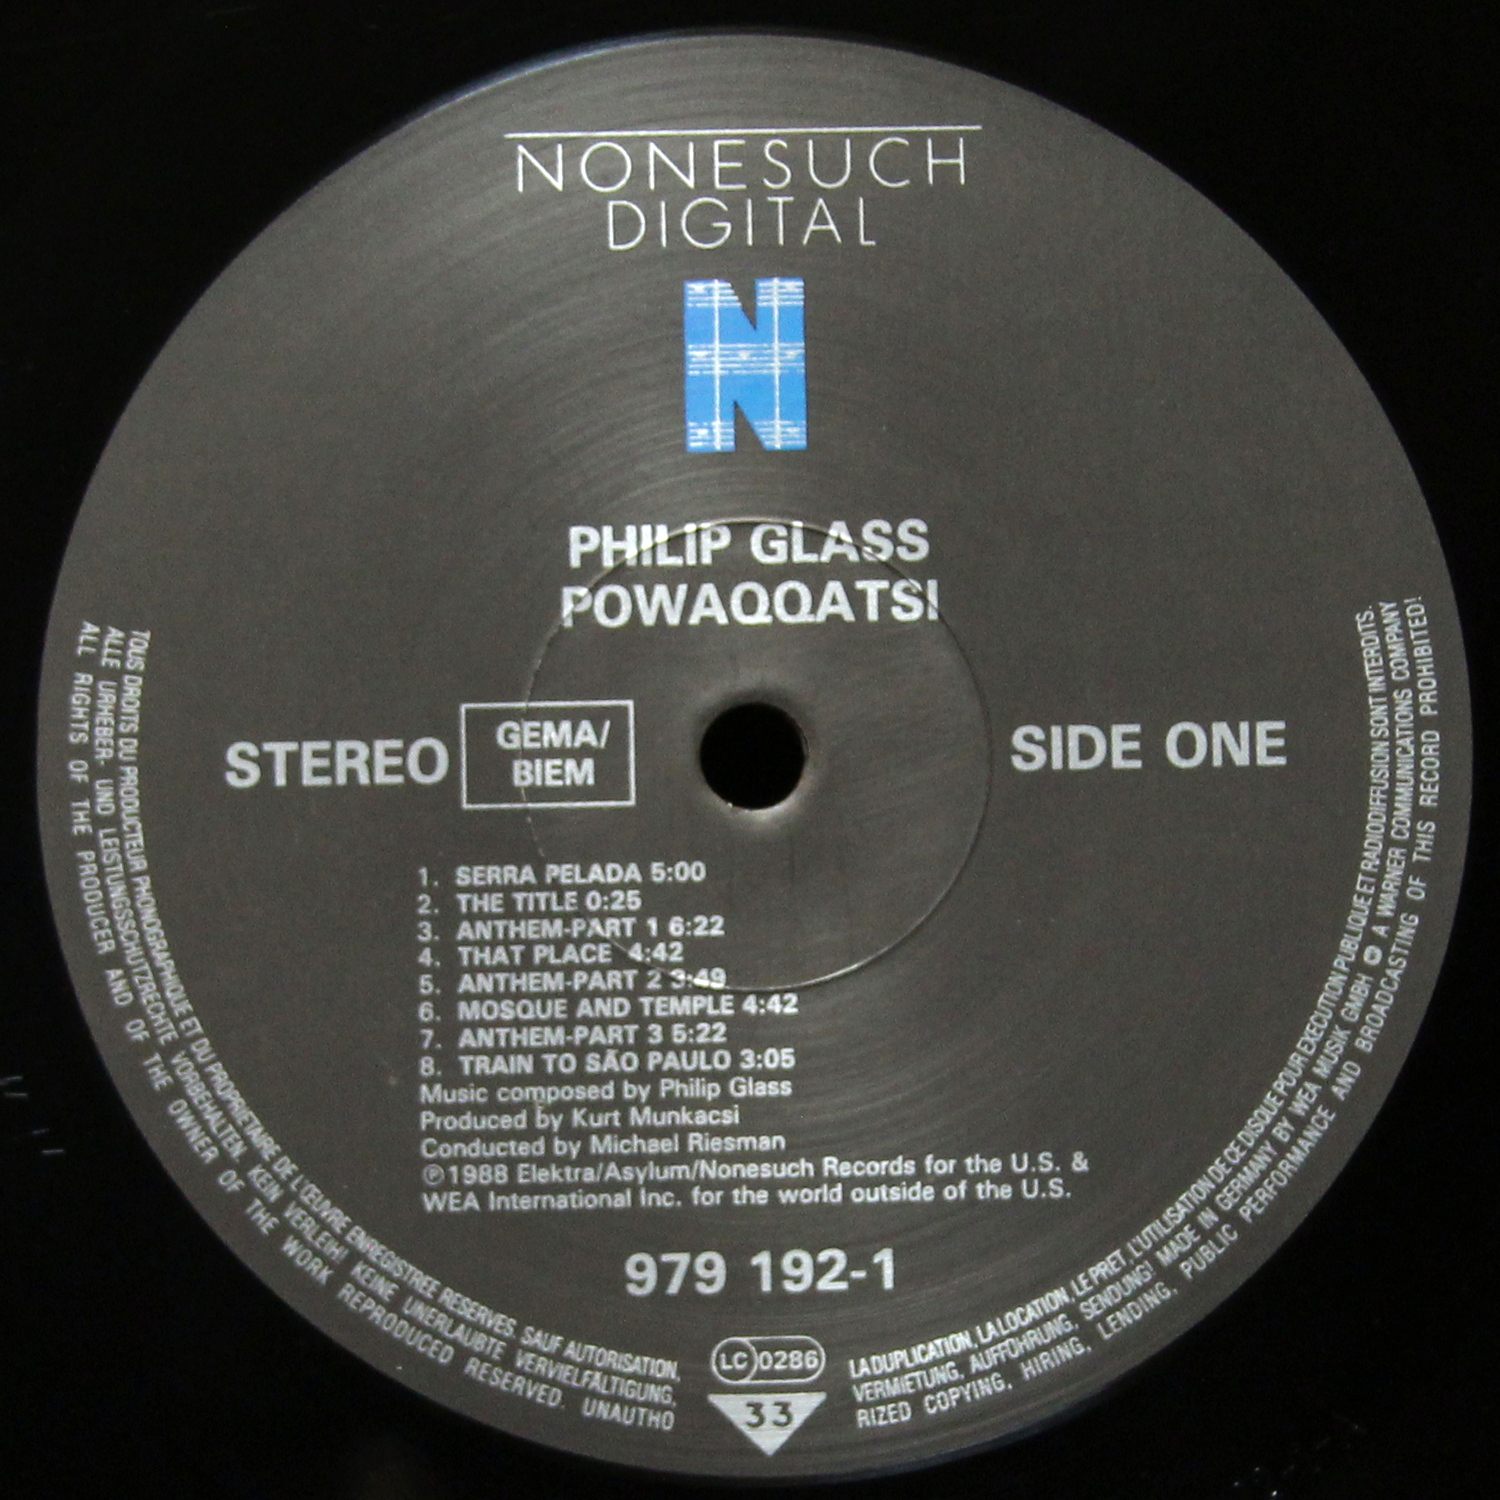 NONESUCH
DIGITAL
N
PHILIP GLASS
POWAQQATSI
STEREO
GEMA/
BIEM
SIDE ONE
1. SERRA PELADA 5:00
2. THE TITLE 0:25
3. ANTHEM-PART 1 6:22
4. THAT PLACE 4:42
5. ANTHEM-PART 2 3:49
6. MOSQUE AND TEMPLE 4:42
7. ANTHEM-PART 3 5:22
8. TRAIN TO SÃO PAULO 3:05
Music composed by Philip Glass
Produced by Kurt Munkacsi
Conducted by Michael Riesman
℗1988 Elektra/Asylum/Nonesuch Records for the U.S. &
WEA International Inc. for the world outside of the U.S.
979 192-1
LC 0286
33
TOUS DROITS DU PRODUCTEUR PHONOGRAPHIQUE ET DU PROPRIETAIRE DE L'ŒUVRE ENREGISTREE RESERVES. SAUF AUTORISATION, LA DUPLICATION, LA LOCATION, LE PRET, L'UTILISATION DE CE DISQUE POUR EXECUTION PUBLIQUE ET RADIODIFFUSION SONT INTERDITS.
ALLE URHEBER- UND LEISTUNGSSCHUTZRECHTE VORBEHALTEN. KEIN VERLEIH! KEINE UNERLAUBTE VERVIELFÄLTIGUNG, VERMIETUNG, AUFFÜHRUNG, SENDUNG! MADE IN GERMANY BY WEA MUSIK GMBH A WARNER COMMUNICATIONS COMPANY
ALL RIGHTS OF THE PRODUCER AND OF THE OWNER OF THE WORK REPRODUCED RESERVED. UNAUTHORIZED COPYING, HIRING, LENDING, PUBLIC PERFORMANCE AND BROADCASTING OF THIS RECORD PROHIBITED!